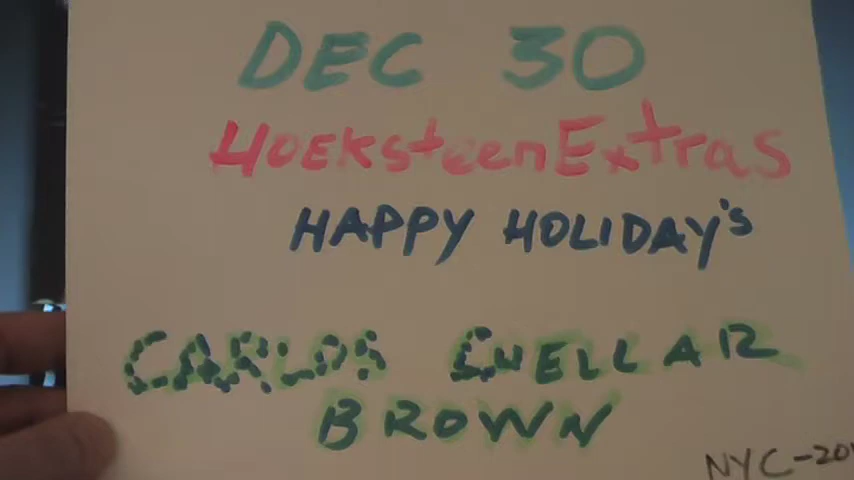 DEC 30
HoeksteenExtras
HAPPY HOLIDAY's
CARLOS CUELLAR
BROWN
NYC-20